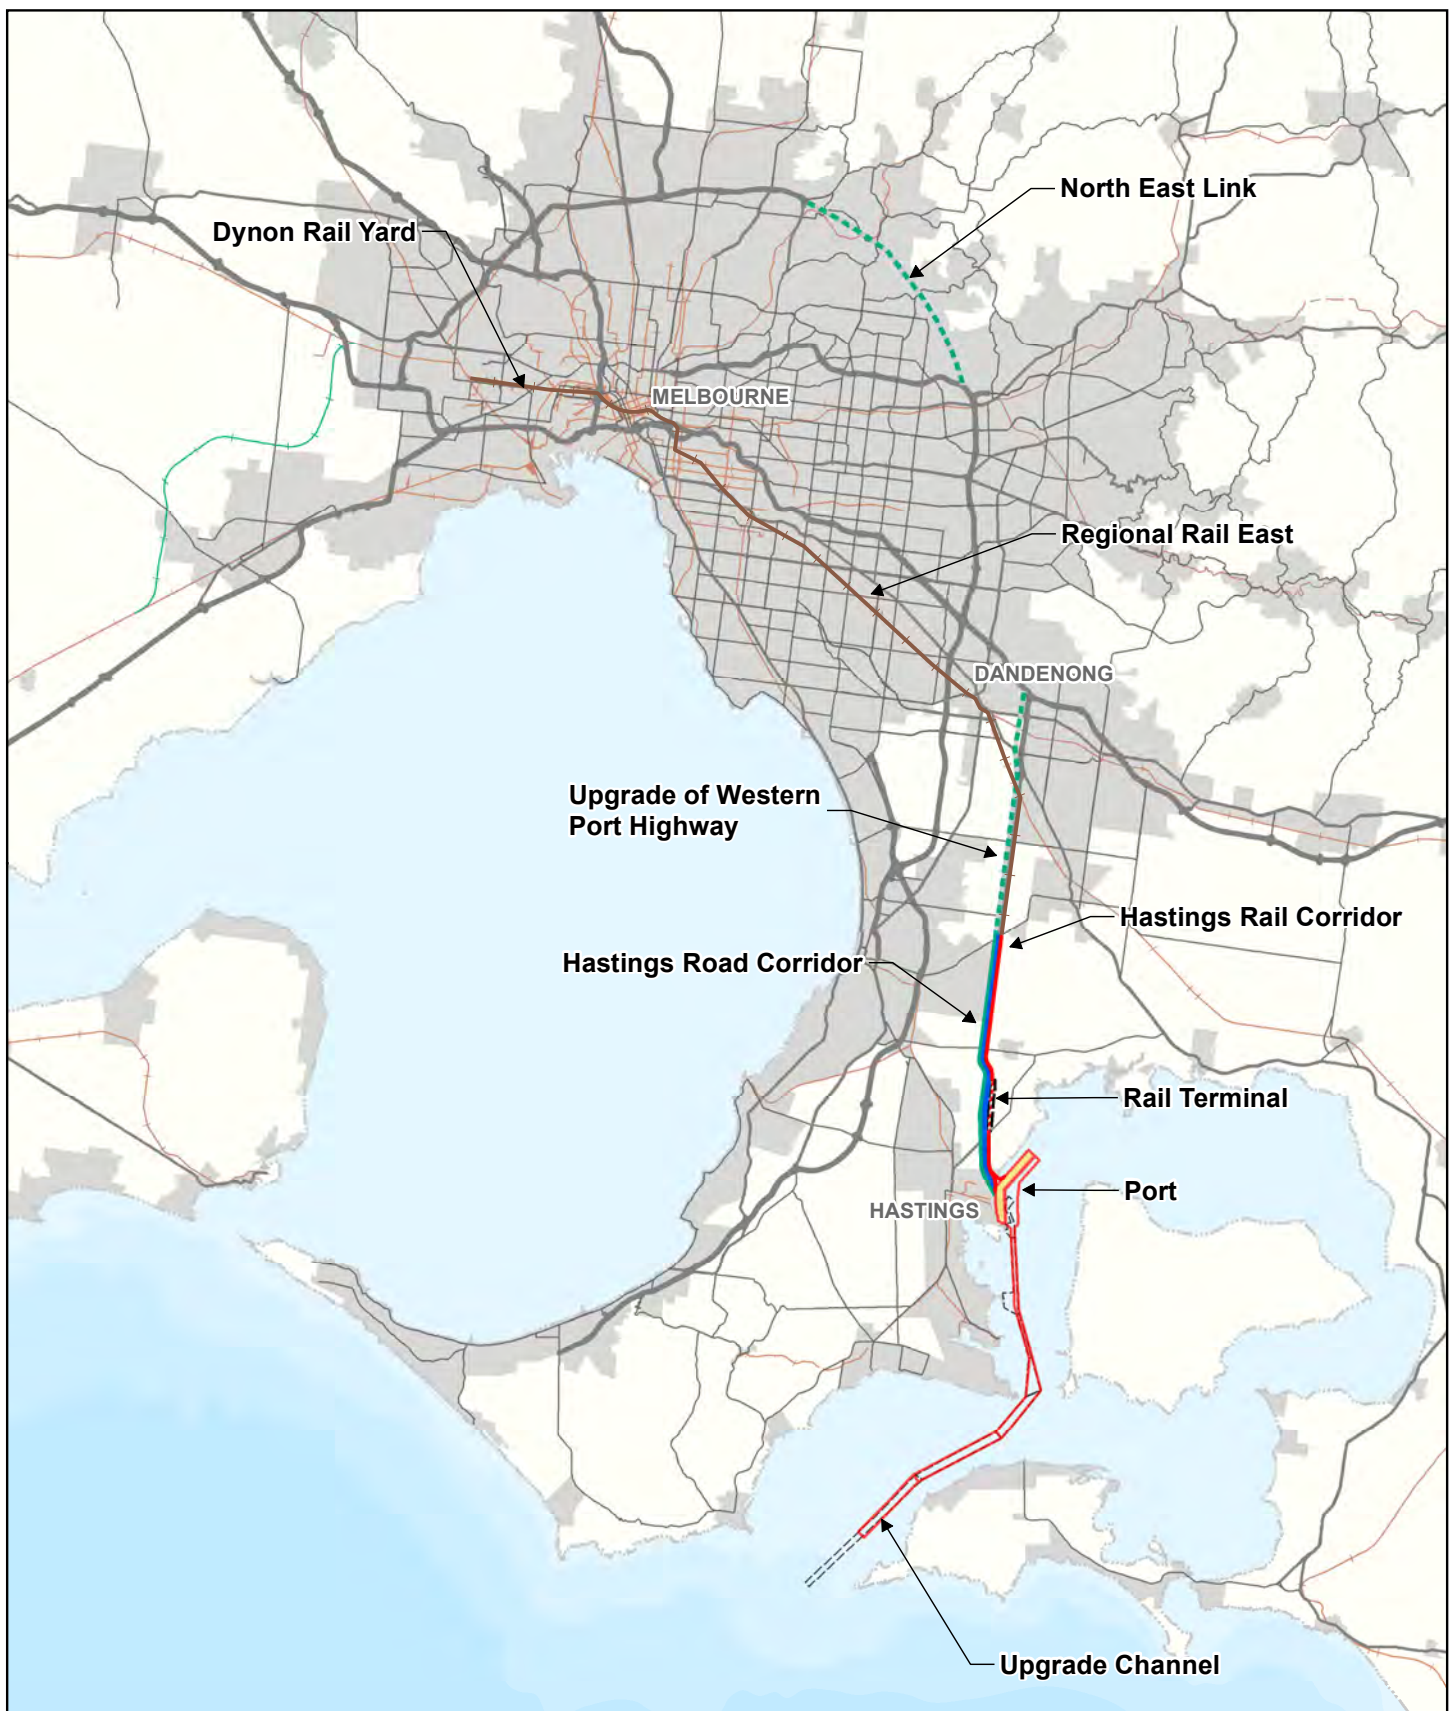 North East Link
Dynon Rail Yard
MELBOURNE
Regional Rail East
DANDENONG
Upgrade of Western
Port Highway
Hastings Rail Corridor
Hastings Road Corridor
Rail Terminal
Port
HASTINGS
Upgrade Channel